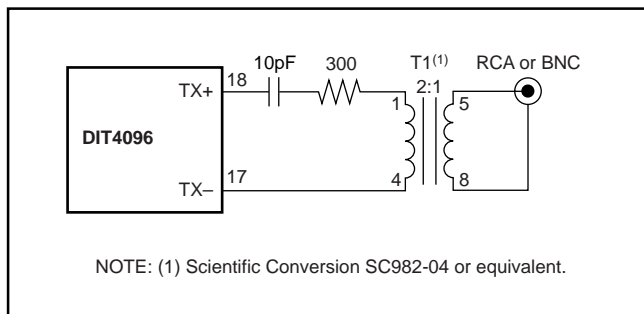 10pF 300 T1(1) RCA or BNC
18 2:1
TX+ 1 5
DIT4096
17 4 8
TX–
NOTE: (1) Scientific Conversion SC982-04 or equivalent.